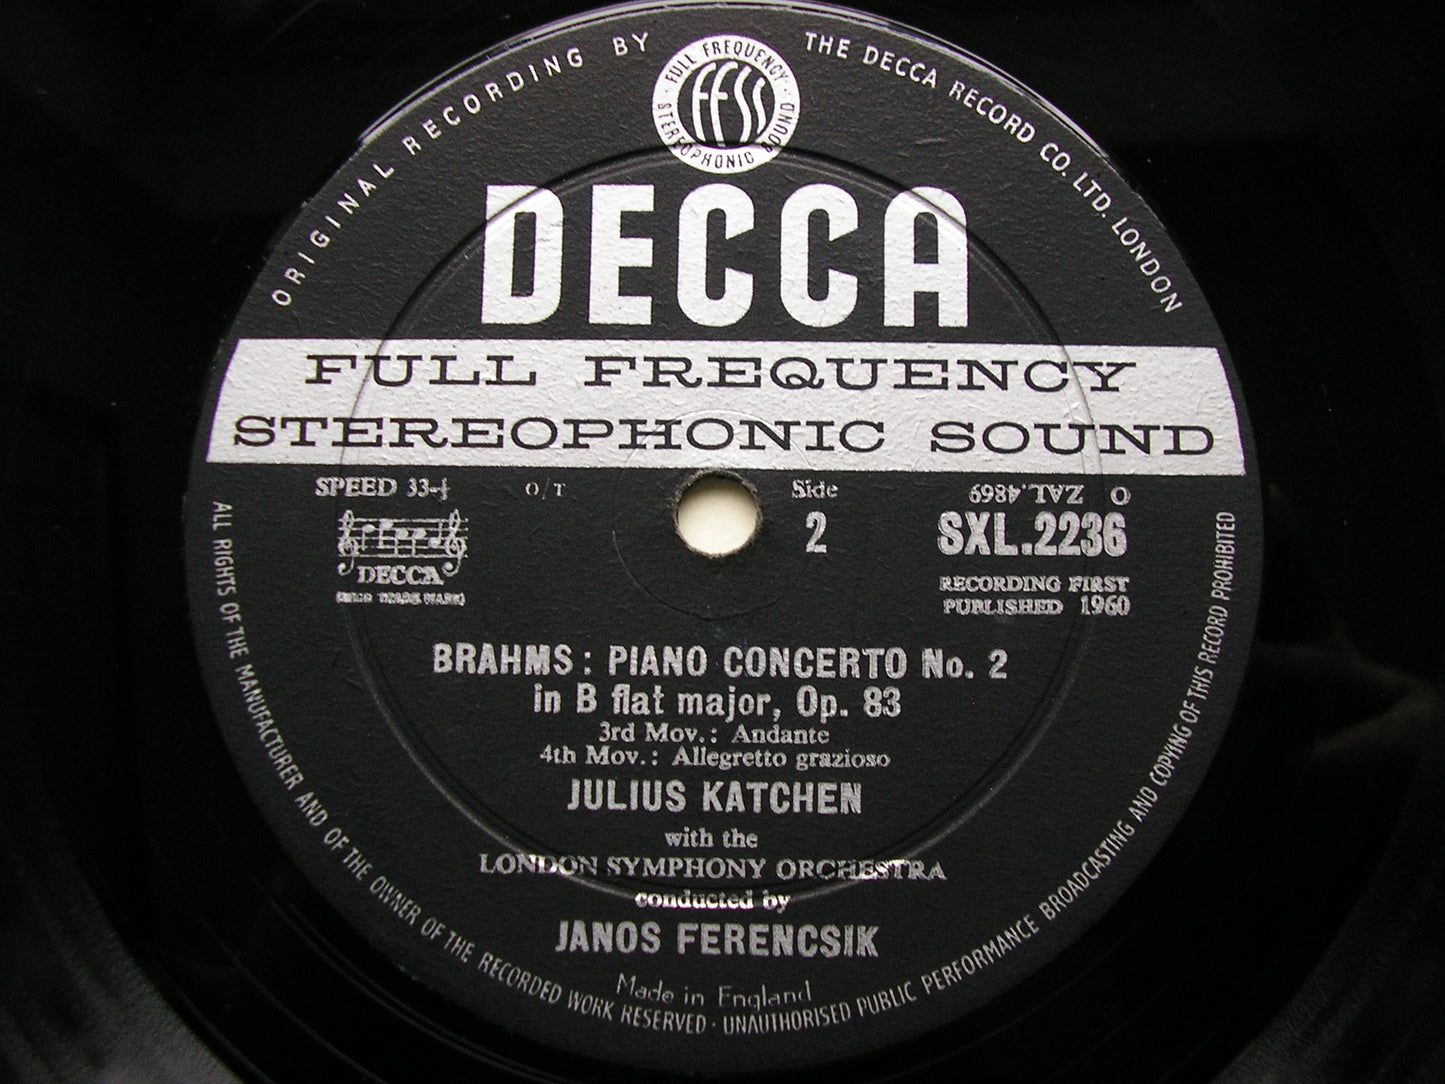 ORIGINAL RECORDING BY
THE DECCA RECORD CO. LTD. LONDON
FULL FREQUENCY
ffss
STEREOPHONIC SOUND
DECCA
FULL FREQUENCY
STEREOPHONIC SOUND
SPEED 33-⅓
O/T
Side
2
O ZAL.4869
SXL.2236
RECORDING FIRST
PUBLISHED 1960
DECCA
(REGD TRADE MARK)
BRAHMS : PIANO CONCERTO No. 2
in B flat major, Op. 83
3rd Mov.: Andante
4th Mov.: Allegretto grazioso
JULIUS KATCHEN
with the
LONDON SYMPHONY ORCHESTRA
conducted by
JANOS FERENCSIK
Made in England
ALL RIGHTS OF THE MANUFACTURER AND OF THE OWNER OF THE RECORDED WORK RESERVED · UNAUTHORISED PUBLIC PERFORMANCE BROADCASTING AND COPYING OF THIS RECORD PROHIBITED